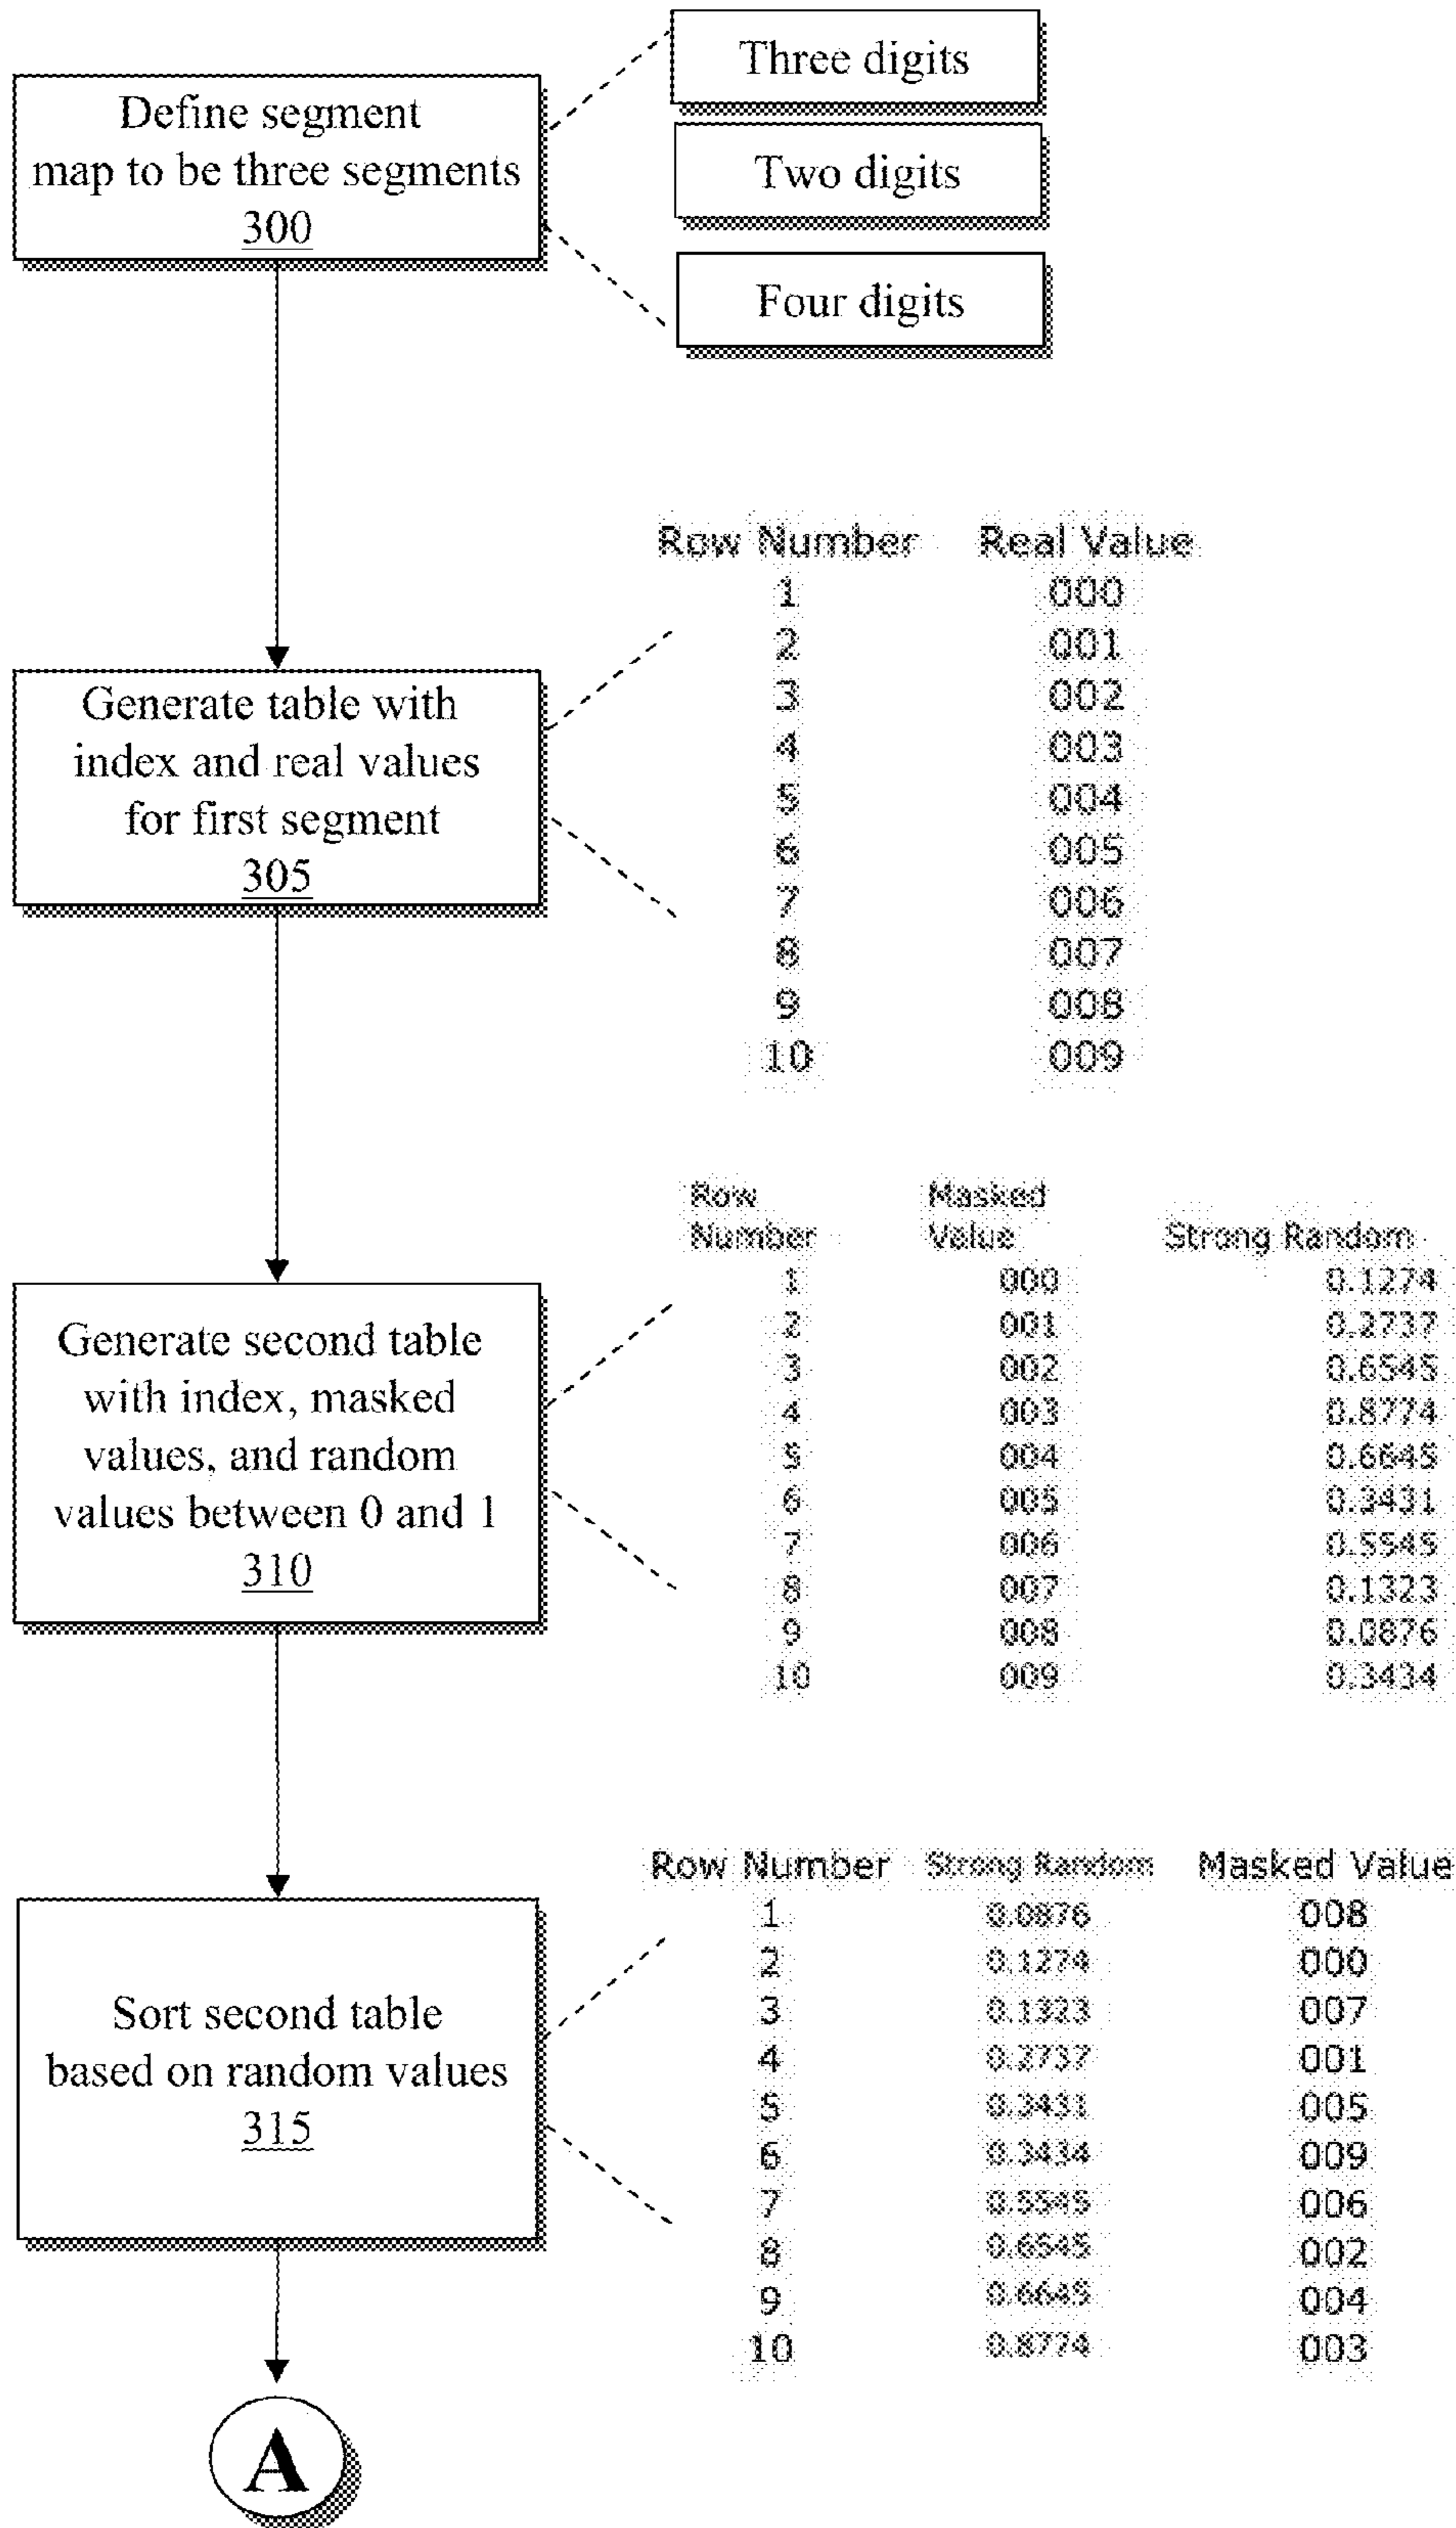 Three digits
Define segment
map to be three segments
300
Two digits
Four digits
Row Number Real Value
1 000
2 001
3 002
4 003
5 004
6 005
7 006
8 007
9 008
10 009
Generate table with
index and real values
for first segment
305
Row Masked
Number Value Strong Random
1 000 0.1274
2 001 0.2737
3 002 0.6545
4 003 0.8774
5 004 0.6645
6 005 0.3431
7 006 0.5545
8 007 0.1323
9 008 0.0876
10 009 0.3434
Generate second table
with index, masked
values, and random
values between 0 and 1
310
Row Number Strong Random Masked Value
1 0.0876 008
2 0.1274 000
3 0.1323 007
4 0.2737 001
5 0.3431 005
6 0.3434 009
7 0.5545 006
8 0.6545 002
9 0.6645 004
10 0.8774 003
Sort second table
based on random values
315
A